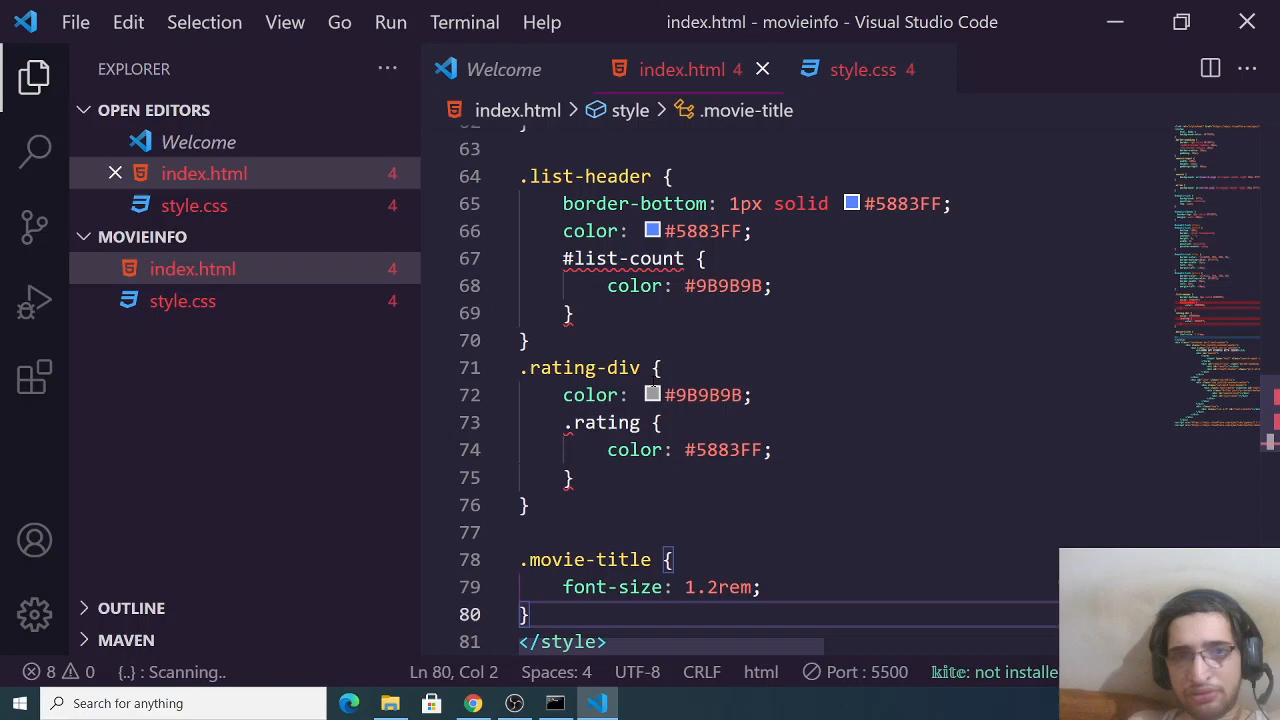 File Edit Selection View Go Run Terminal Help index.html - movieinfo - Visual Studio Code
EXPLORER
OPEN EDITORS
Welcome
index.html 4
style.css 4
MOVIEINFO
index.html 4
style.css 4
OUTLINE
MAVEN
Welcome index.html 4 style.css 4
index.html > style > .movie-title
63
64 .list-header {
65 border-bottom: 1px solid #5883FF;
66 color: #5883FF;
67 #list-count {
68 color: #9B9B9B;
69 }
70 }
71 .rating-div {
72 color: #9B9B9B;
73 .rating {
74 color: #5883FF;
75 }
76 }
77
78 .movie-title {
79 font-size: 1.2rem;
80 }
81 </style>
8 0 {..} : Scanning.. Ln 80, Col 2 Spaces: 4 UTF-8 CRLF html Port : 5500 kite: not installe
Search for anything